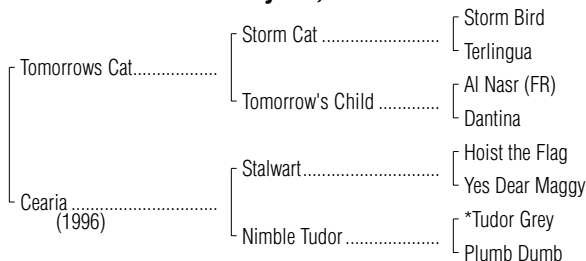 Storm Bird
Storm Cat
Terlingua
Tomorrows Cat
Al Nasr (FR)
Tomorrow's Child
Dantina
Hoist the Flag
Stalwart
Yes Dear Maggy
Cearia
(1996)
*Tudor Grey
Nimble Tudor
Plumb Dumb